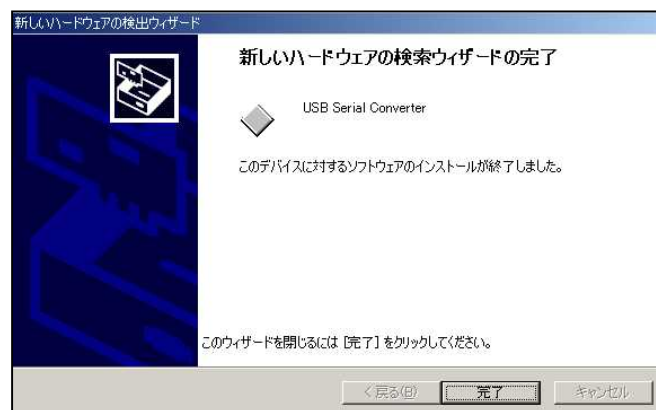 新しいハードウェアの検出ウィザード
新しいハードウェアの検索ウィザードの完了
USB Serial Converter
このデバイスに対するソフトウェアのインストールが終了しました。
このウィザードを閉じるには [完了] をクリックしてください。
< 戻る(B) 完了 キャンセル